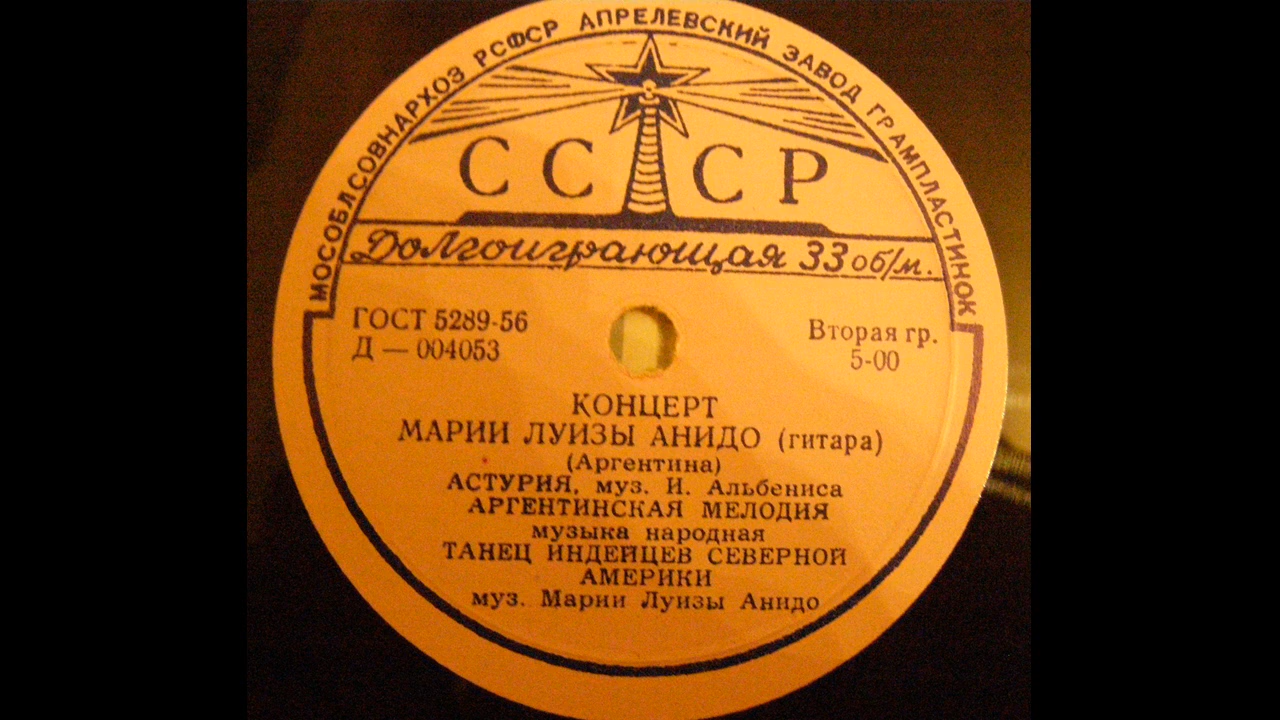 МОСОБЛСОВНАРХОЗ РСФСР АПРЕЛЕВСКИЙ ЗАВОД ГРАМПЛАСТИНОК
СССР
Долгоиграющая 33 об/м.
ГОСТ 5289-56
Д — 004053
Вторая гр.
5-00
КОНЦЕРТ
МАРИИ ЛУИЗЫ АНИДО (гитара)
(Аргентина)
АСТУРИЯ, муз. И. Альбениса
АРГЕНТИНСКАЯ МЕЛОДИЯ
музыка народная
ТАНЕЦ ИНДЕЙЦЕВ СЕВЕРНОЙ
АМЕРИКИ
муз. Марии Луизы Анидо